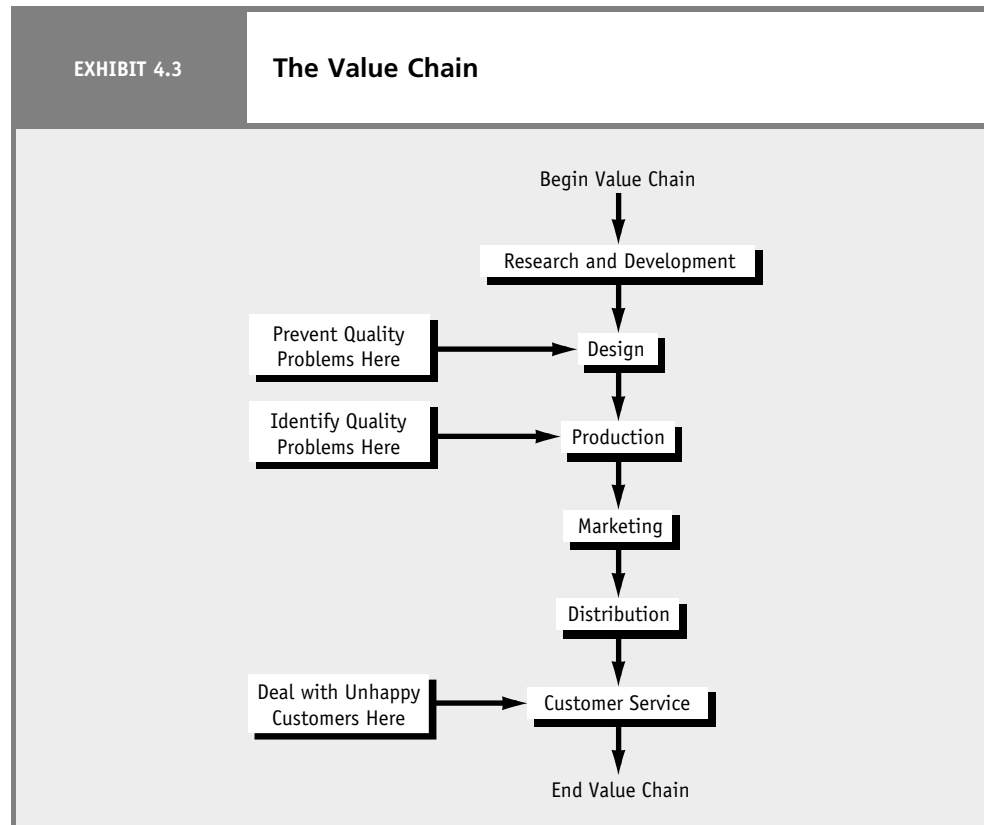 EXHIBIT 4.3
The Value Chain
Begin Value Chain
Research and Development
Prevent Quality
Problems Here
Design
Identify Quality
Problems Here
Production
Marketing
Distribution
Deal with Unhappy
Customers Here
Customer Service
End Value Chain